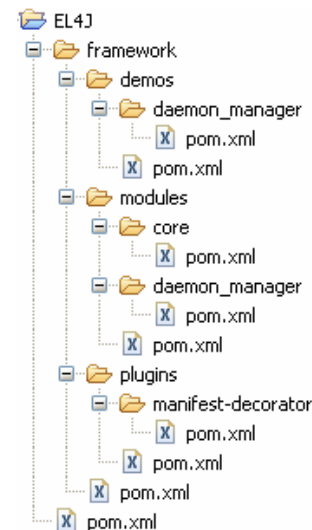 EL4J
framework
demos
daemon_manager
pom.xml
pom.xml
modules
core
pom.xml
daemon_manager
pom.xml
pom.xml
plugins
manifest-decorator
pom.xml
pom.xml
pom.xml
pom.xml